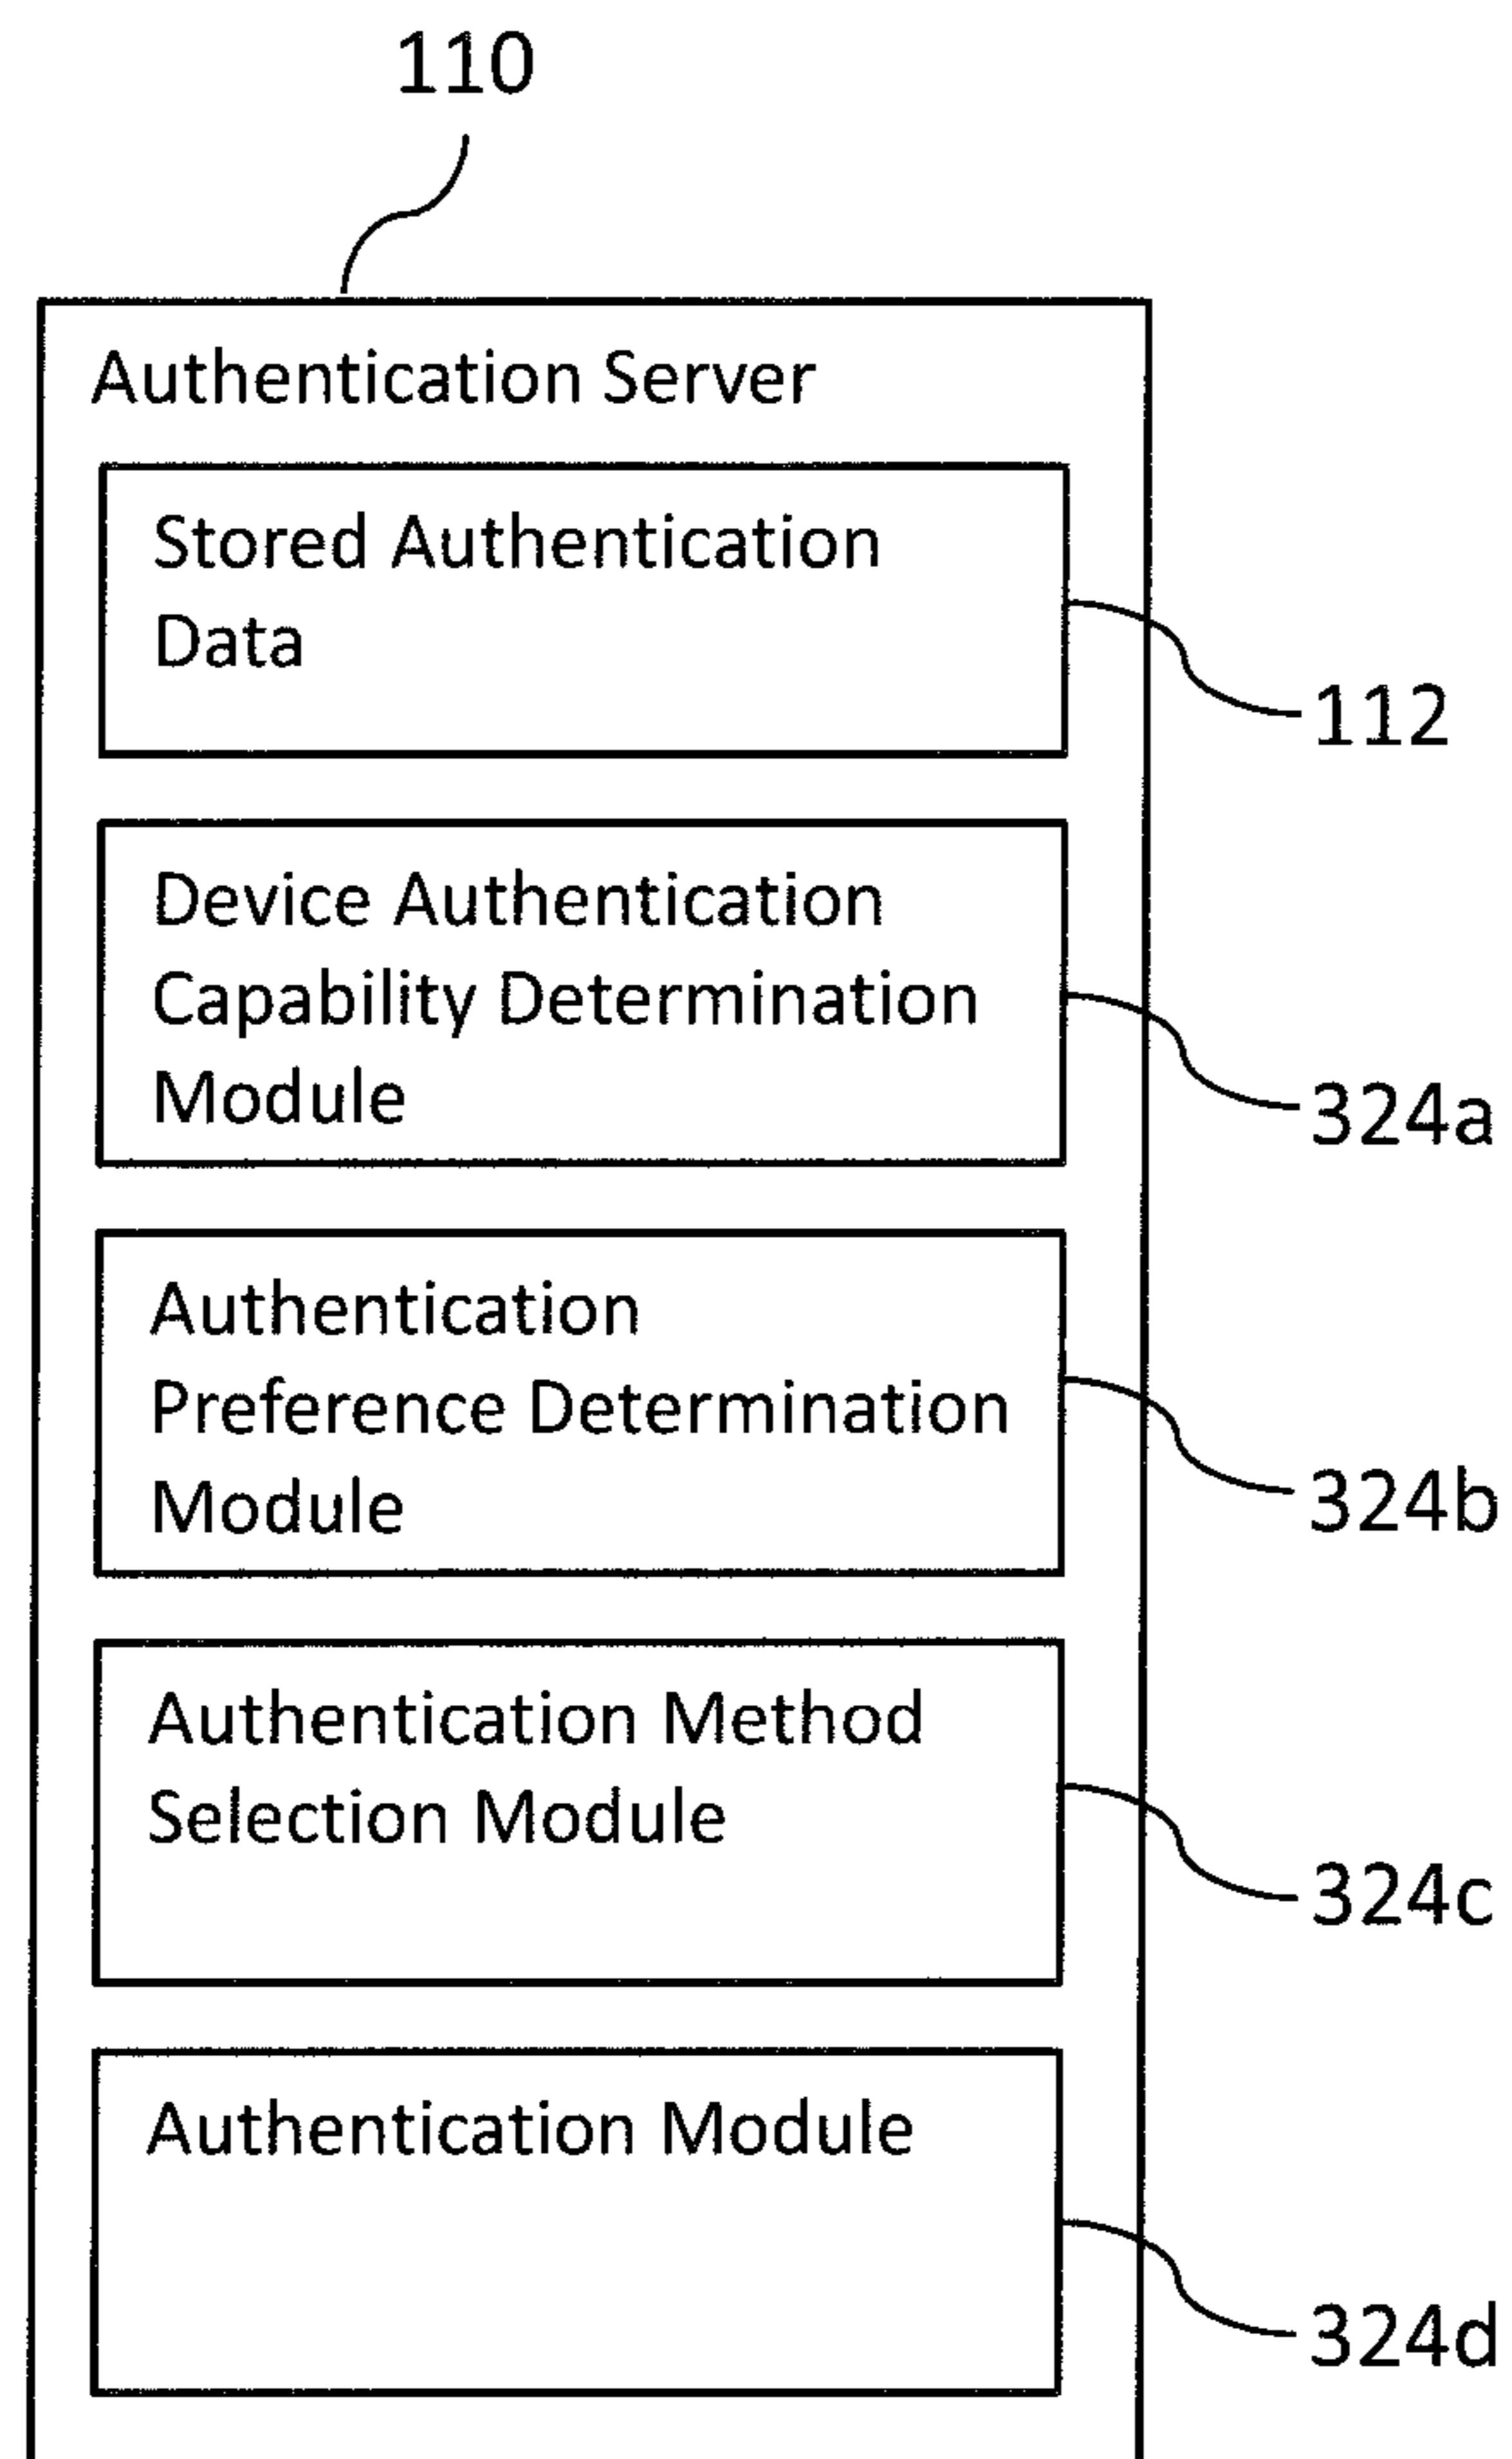 110
Authentication Server
Stored Authentication
Data
112
Device Authentication
Capability Determination
Module
324a
Authentication
Preference Determination
Module
324b
Authentication Method
Selection Module
324c
Authentication Module
324d